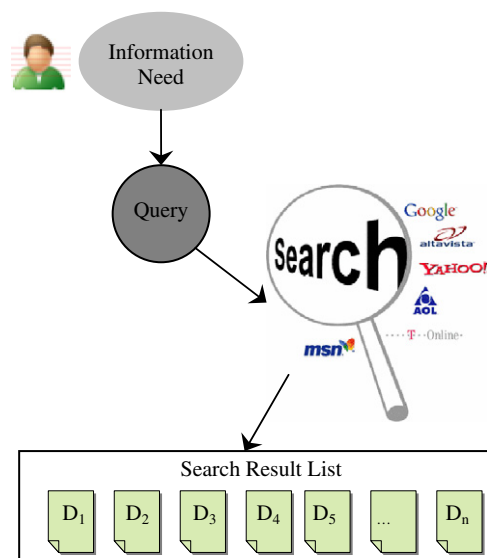 Information
Need
Query
Search
Google
altavista
YAHOO!
AOL
·····T··Online·
msn
Search Result List
D1 D2 D3 D4 D5 ... Dn